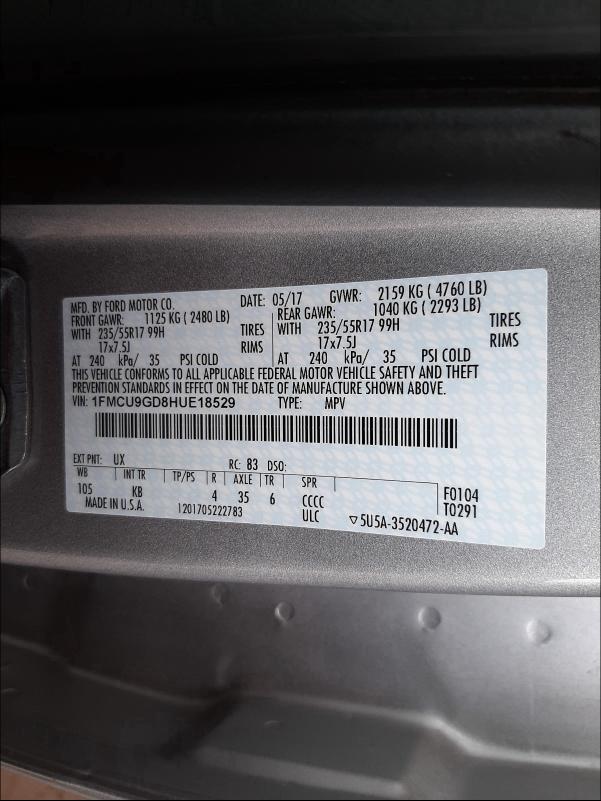 MFD. BY FORD MOTOR CO. DATE: 05/17 GVWR: 2159 KG ( 4760 LB)
FRONT GAWR: 1125 KG ( 2480 LB) REAR GAWR: 1040 KG ( 2293 LB)
WITH 235/55R17 99H TIRES WITH 235/55R17 99H TIRES
17x7.5J RIMS 17x7.5J RIMS
AT 240 kPa/ 35 PSI COLD AT 240 kPa/ 35 PSI COLD
THIS VEHICLE CONFORMS TO ALL APPLICABLE FEDERAL MOTOR VEHICLE SAFETY AND THEFT
PREVENTION STANDARDS IN EFFECT ON THE DATE OF MANUFACTURE SHOWN ABOVE.
VIN: 1FMCU9GD8HUE18529 TYPE: MPV
EXT PNT: UX RC: 83 DSO:
WB INT TR TP/PS R AXLE TR SPR
105 KB 4 35 6 CCCC F0104
MADE IN U.S.A. 1201705222783 ULC T0291
▽5U5A-3520472-AA